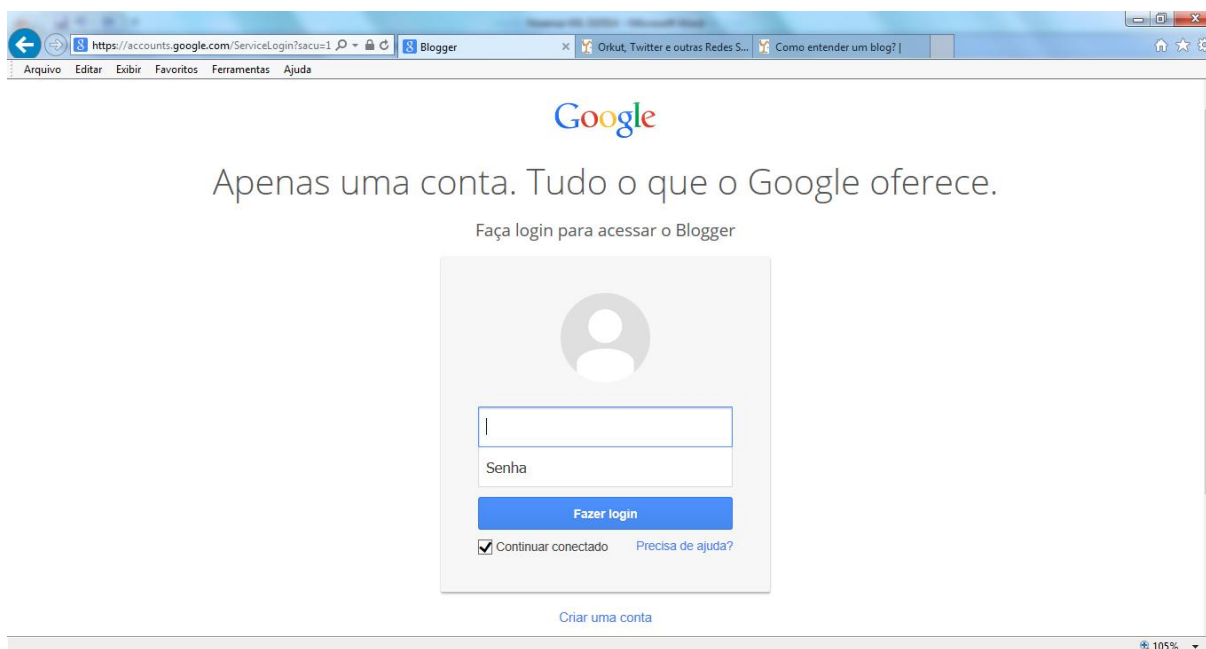 https://accounts.google.com/ServiceLogin?sacu=1
Blogger
Orkut, Twitter e outras Redes S...
Como entender um blog? |
Arquivo Editar Exibir Favoritos Ferramentas Ajuda
Google
Apenas uma conta. Tudo o que o Google oferece.
Faça login para acessar o Blogger
Senha
Fazer login
Continuar conectado Precisa de ajuda?
Criar uma conta
105%